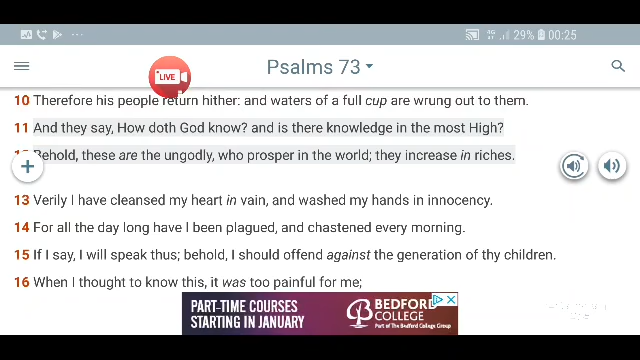 29% 00:25
LIVE
Psalms 73
10 Therefore his people return hither: and waters of a full cup are wrung out to them.
11 And they say, How doth God know? and is there knowledge in the most High?
Behold, these are the ungodly, who prosper in the world; they increase in riches.
13 Verily I have cleansed my heart in vain, and washed my hands in innocency.
14 For all the day long have I been plagued, and chastened every morning.
15 If I say, I will speak thus; behold, I should offend against the generation of thy children.
16 When I thought to know this, it was too painful for me;
PART-TIME COURSES
STARTING IN JANUARY
BEDFORD
COLLEGE
Part of The Bedford College Group